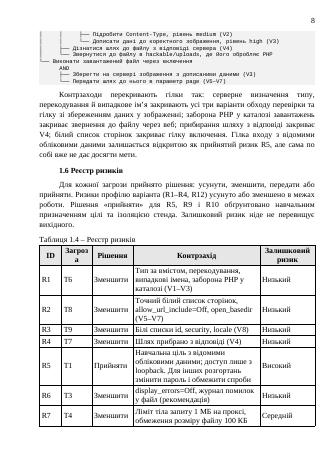 8
│ │ │ ├── Підробити Content-Type, рівень medium (V2)
│ │ │ └── Дописати дані до коректного зображення, рівень high (V3)
│ │ ├── Дізнатися шлях до файлу з відповіді сервера (V4)
│ │ └── Звернутися до файлу в hackable/uploads, де його обробляє PHP
└── Виконати завантажений файл через включення
AND
├── Зберегти на сервері зображення з дописаними даними (V3)
└── Передати шлях до нього в параметр page (V5–V7)
Контрзаходи перекривають гілки так: серверне визначення типу,
перекодування й випадкове ім’я закривають усі три варіанти обходу перевірки та
гілку зі збереженням даних у зображенні; заборона PHP у каталозі завантажень
закриває звернення до файлу через веб; прибирання шляху з відповіді закриває
V4; білий список сторінок закриває гілку включення. Гілка входу з відомими
обліковими даними залишається відкритою як прийнятий ризик R5, але сама по
собі вже не дає досягти мети.
1.6 Реєстр ризиків
Для кожної загрози прийнято рішення: усунути, зменшити, передати або
прийняти. Ризики профілю варіанта (R1–R4, R12) усунуто або зменшено в межах
роботи. Рішення «прийняти» для R5, R9 і R10 обґрунтовано навчальним
призначенням цілі та ізоляцією стенда. Залишковий ризик ніде не перевищує
вихідного.
Таблиця 1.4 – Реєстр ризиків
ID Загроза Рішення Контрзахід Залишковий ризик
R1 T6 Зменшити Тип за вмістом, перекодування, випадкові імена, заборона PHP у каталозі (V1–V3) Низький
R2 T8 Зменшити Точний білий список сторінок, allow_url_include=Off, open_basedir (V5–V7) Низький
R3 T9 Зменшити Білі списки id, security, locale (V8) Низький
R4 T7 Зменшити Шлях прибрано з відповіді (V4) Низький
R5 T1 Прийняти Навчальна ціль з відомими обліковими даними; доступ лише з loopback. Для інших розгортань змінити пароль і обмежити спроби Високий
R6 T3 Зменшити display_errors=Off, журнал помилок у файл (рекомендація) Низький
R7 T4 Зменшити Ліміт тіла запиту 1 МБ на проксі, обмеження розміру файлу 100 КБ Середній